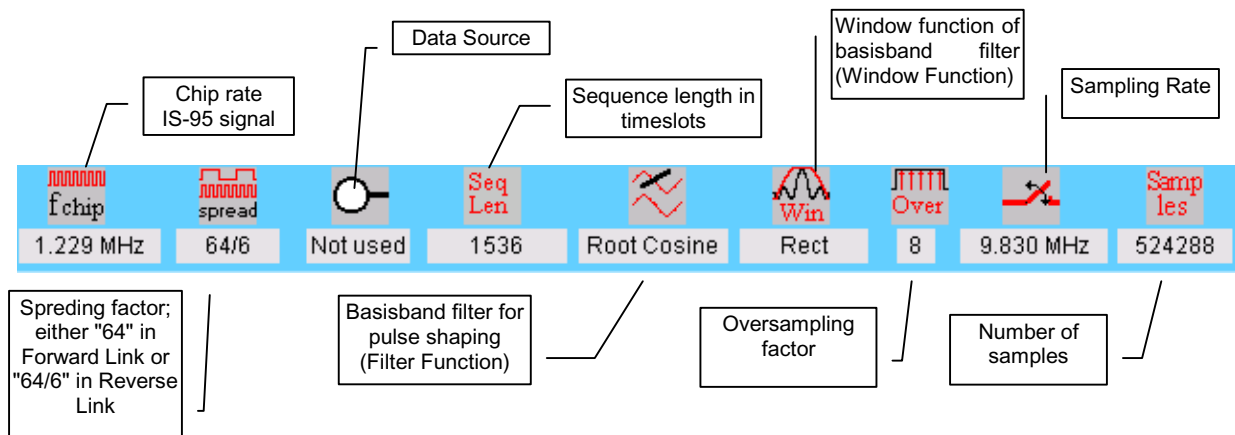 Data Source
Window function of
basisband filter
(Window Function)
Chip rate
IS-95 signal
Sequence length in
timeslots
Sampling Rate
fchip
spread
Seq
Len
Win
Over
Samp
les
1.229 MHz
64/6
Not used
1536
Root Cosine
Rect
8
9.830 MHz
524288
Spreding factor;
either "64" in
Forward Link or
"64/6" in Reverse
Link
Basisband filter for
pulse shaping
(Filter Function)
Oversampling
factor
Number of
samples